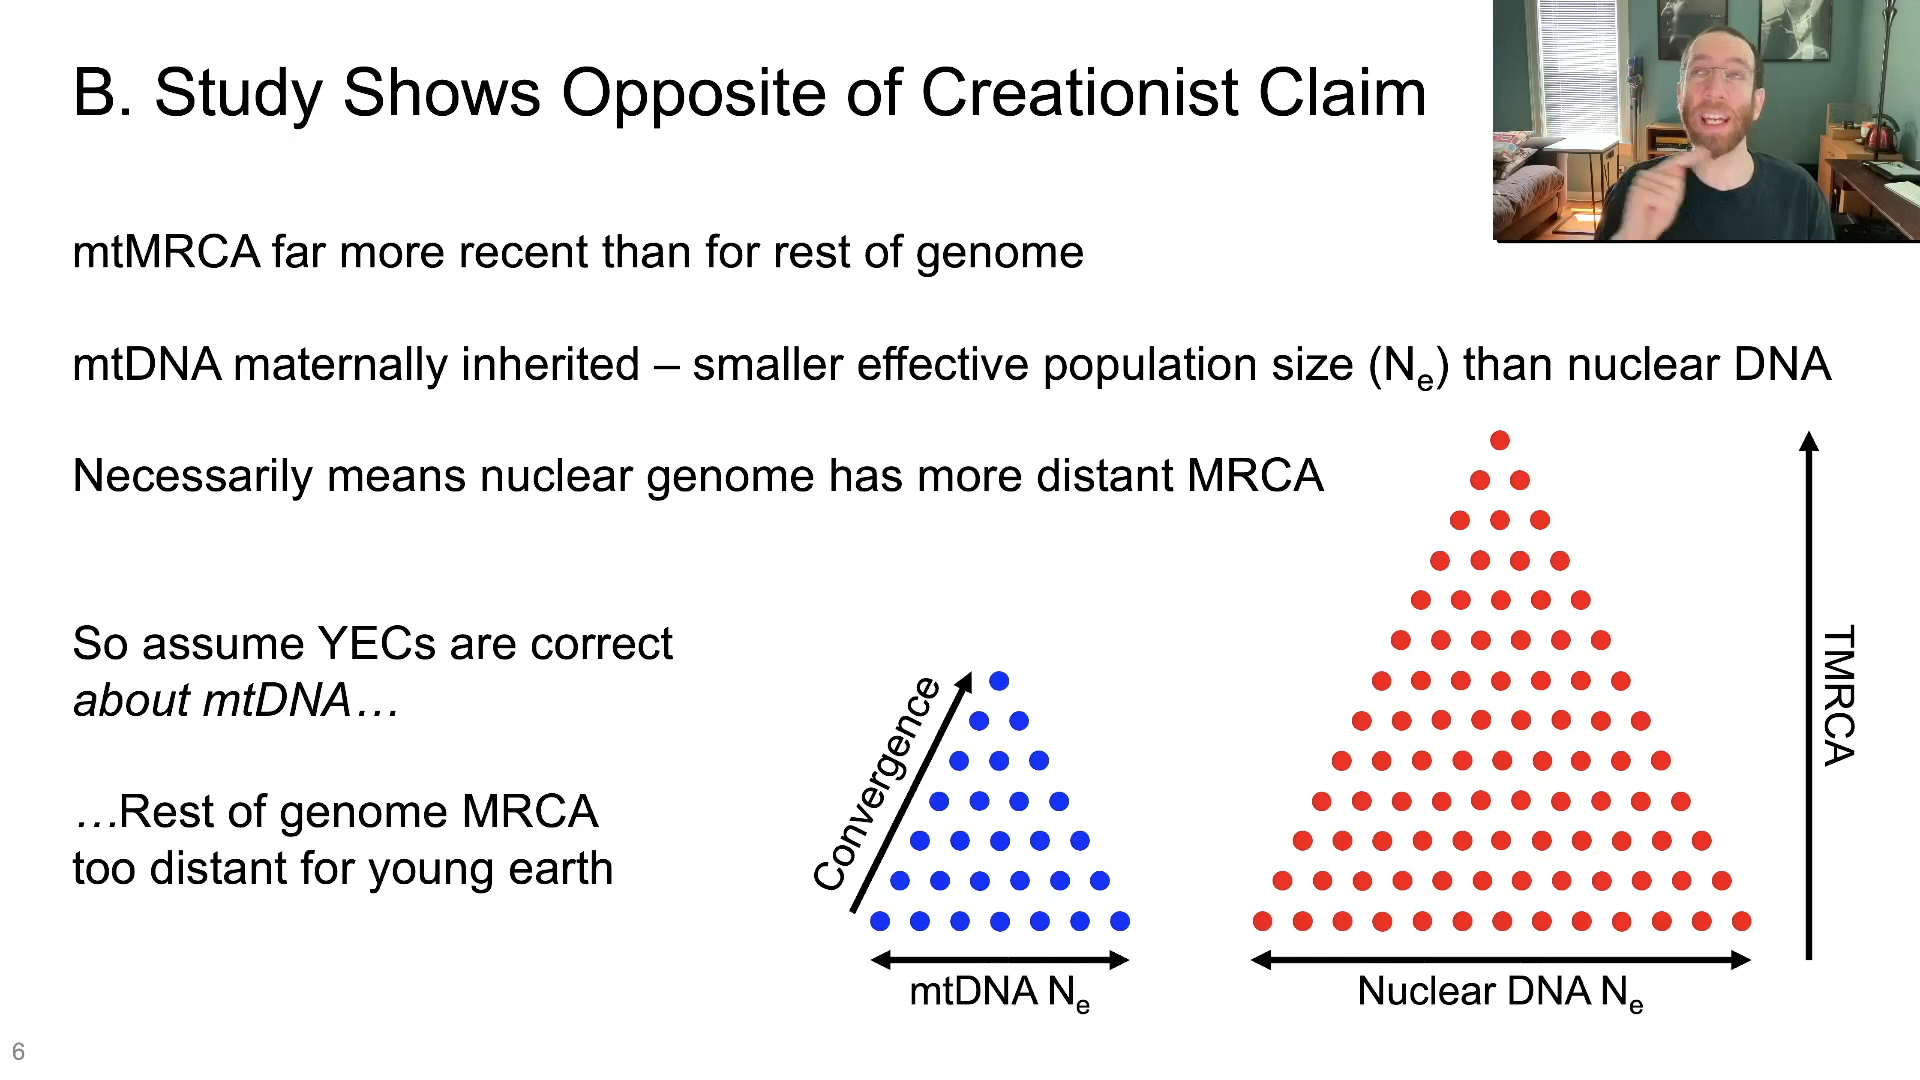 B. Study Shows Opposite of Creationist Claim
mtMRCA far more recent than for rest of genome
mtDNA maternally inherited – smaller effective population size (Ne) than nuclear DNA
Necessarily means nuclear genome has more distant MRCA
So assume YECs are correct
about mtDNA…
…Rest of genome MRCA
too distant for young earth
Convergence
mtDNA Ne
Nuclear DNA Ne
TMRCA
6